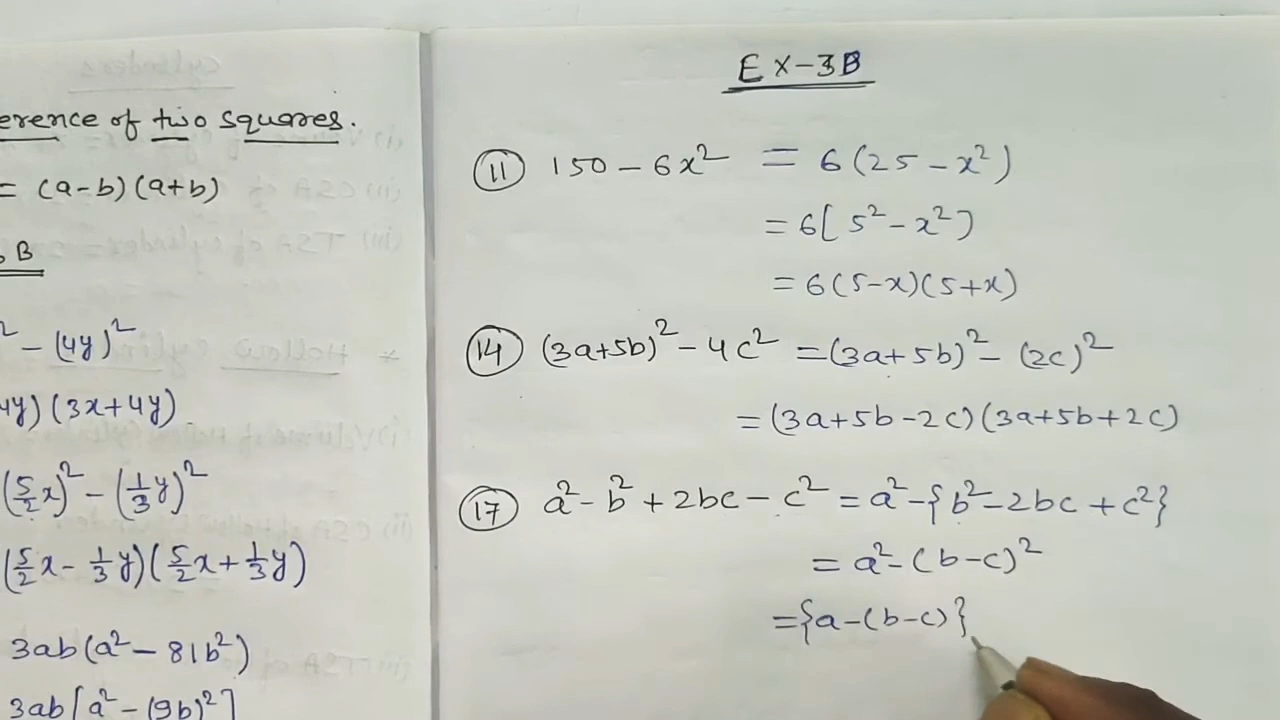 erence of two squares.
= (a-b)(a+b)
B
² - (4y)²
4y)(3x+4y)
(5/2 x)² - (1/3 y)²
(5/2 x - 1/3 y)(5/2 x + 1/3 y)
3ab(a² - 81b²)
3ab[a² - (9b)²]
EX-3B
(11) 150 - 6x² = 6(25 - x²)
= 6[5² - x²)
= 6(5-x)(5+x)
(14) (3a+5b)² - 4c² = (3a+5b)² - (2c)²
= (3a+5b-2c)(3a+5b+2c)
(17) a² - b² + 2bc - c² = a² - {b² - 2bc + c²}
= a² - (b-c)²
= {a-(b-c)}